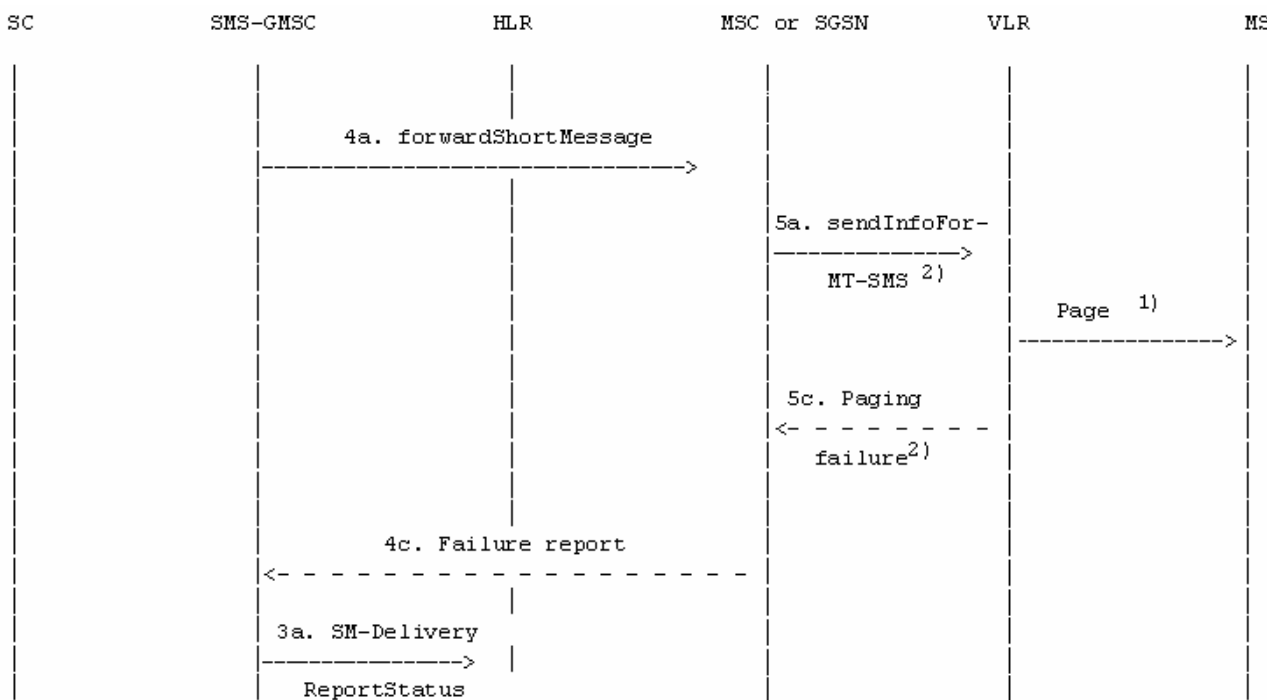 SC SMS-GMSC HLR MSC or SGSN VLR MS
4a. forwardShortMessage
5a. sendInfoFor-
MT-SMS 2)
Page 1)
5c. Paging
failure2)
4c. Failure report
3a. SM-Delivery
ReportStatus